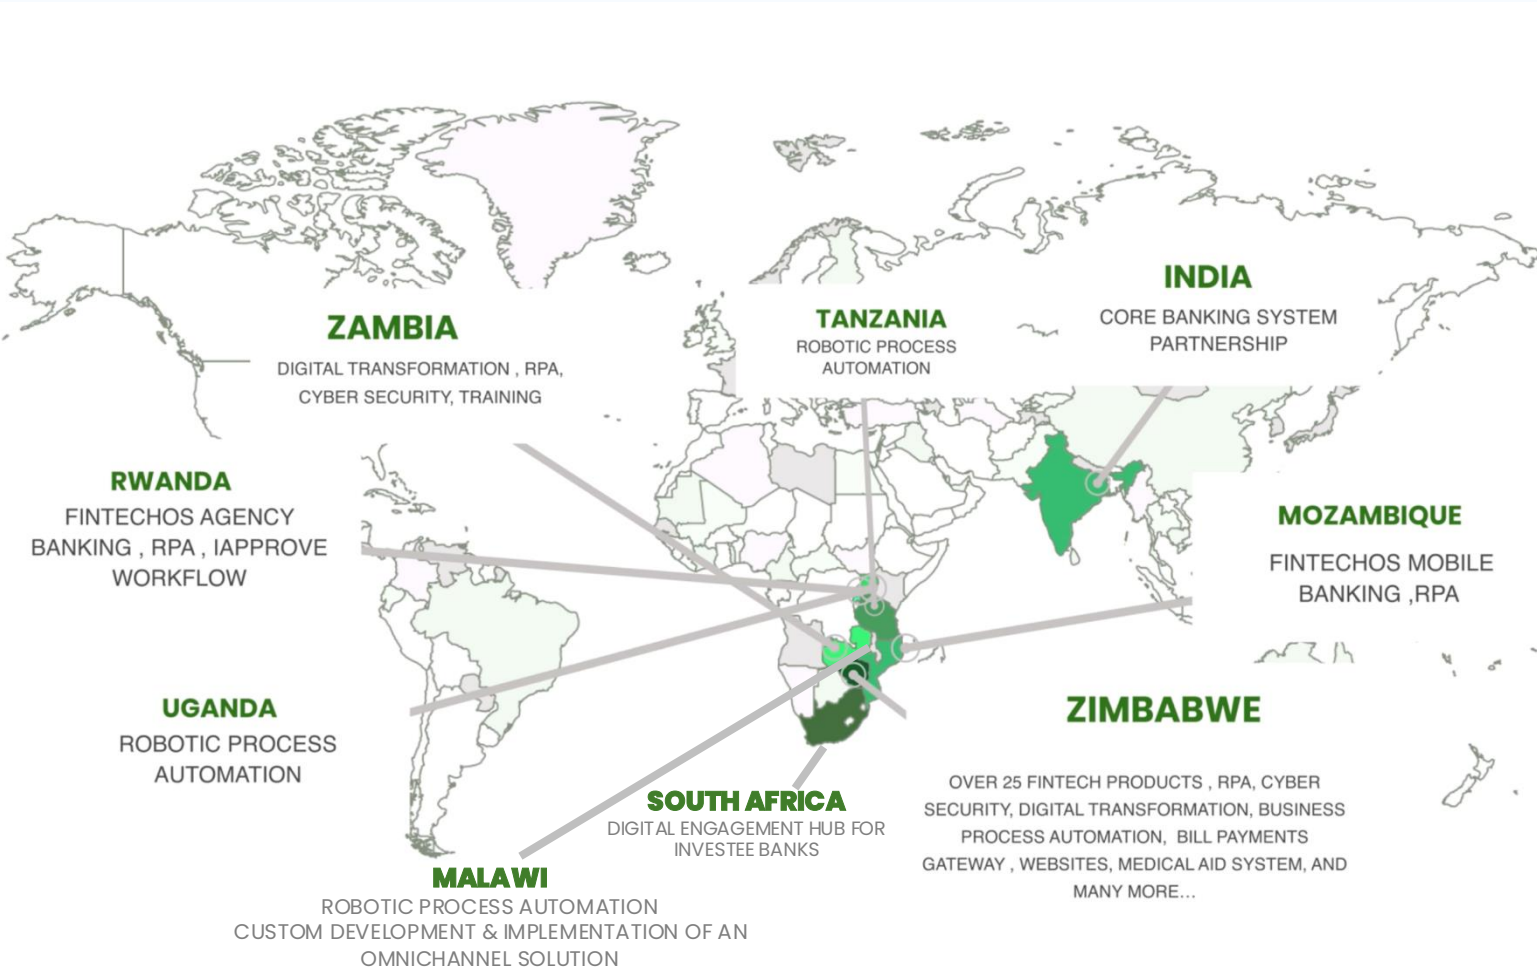 ZAMBIA
DIGITAL TRANSFORMATION , RPA,
CYBER SECURITY, TRAINING
TANZANIA
ROBOTIC PROCESS
AUTOMATION
INDIA
CORE BANKING SYSTEM
PARTNERSHIP
RWANDA
FINTECHOS AGENCY
BANKING , RPA , IAPPROVE
WORKFLOW
MOZAMBIQUE
FINTECHOS MOBILE
BANKING ,RPA
UGANDA
ROBOTIC PROCESS
AUTOMATION
ZIMBABWE
OVER 25 FINTECH PRODUCTS , RPA, CYBER
SECURITY, DIGITAL TRANSFORMATION, BUSINESS
PROCESS AUTOMATION, BILL PAYMENTS
GATEWAY , WEBSITES, MEDICAL AID SYSTEM, AND
MANY MORE...
SOUTH AFRICA
DIGITAL ENGAGEMENT HUB FOR
INVESTEE BANKS
MALAWI
ROBOTIC PROCESS AUTOMATION
CUSTOM DEVELOPMENT & IMPLEMENTATION OF AN
OMNICHANNEL SOLUTION